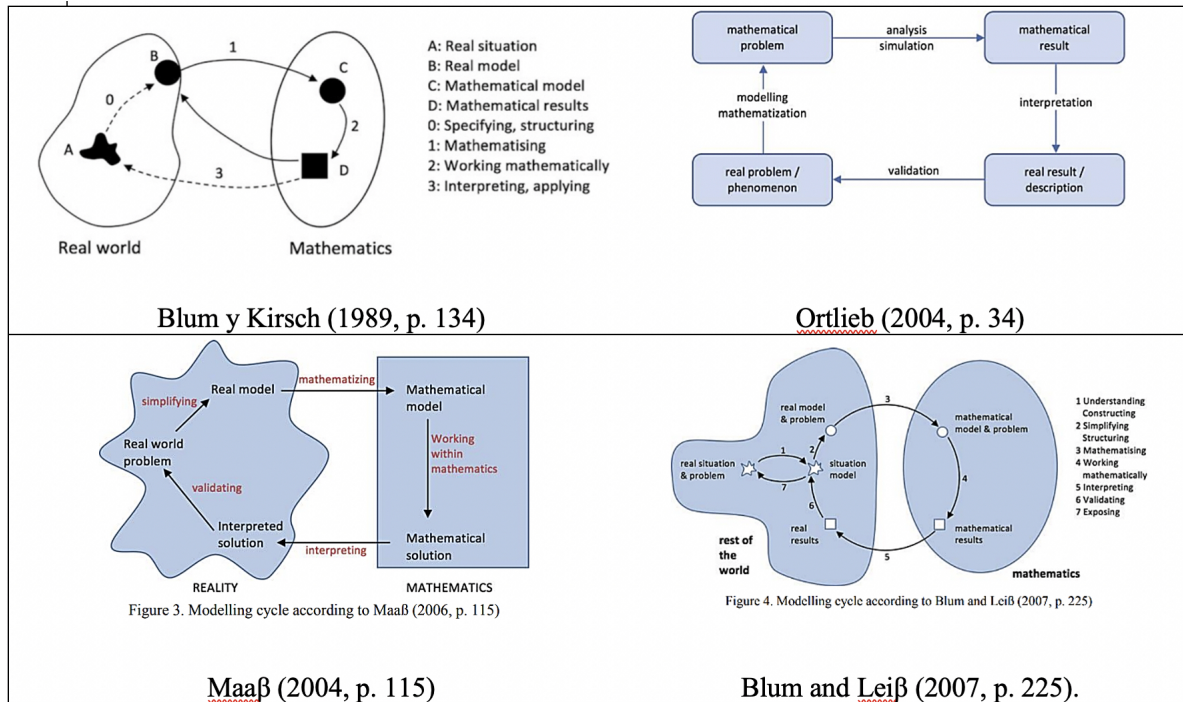 B
1
C
0
2
A
3
D
Real world
Mathematics
A: Real situation
B: Real model
C: Mathematical model
D: Mathematical results
0: Specifying, structuring
1: Mathematising
2: Working mathematically
3: Interpreting, applying
Blum y Kirsch (1989, p. 134)
mathematical
problem
analysis
simulation
mathematical
result
modelling
mathematization
interpretation
real problem /
phenomenon
validation
real result /
description
Ortlieb (2004, p. 34)
Real model
mathematizing
Mathematical
model
simplifying
Real world
problem
Working
within
mathematics
validating
Interpreted
solution
interpreting
Mathematical
solution
REALITY
MATHEMATICS
Figure 3. Modelling cycle according to Maaß (2006, p. 115)
Maaβ (2004, p. 115)
real model
& problem
3
mathematical
model & problem
real situation
& problem
1
2
7
situation
model
4
6
real
results
5
mathematical
results
rest of
the
world
mathematics
1 Understanding
Constructing
2 Simplifying
Structuring
3 Mathematising
4 Working
mathematically
5 Interpreting
6 Validating
7 Exposing
Figure 4. Modelling cycle according to Blum and Leiß (2007, p. 225)
Blum and Leiβ (2007, p. 225).